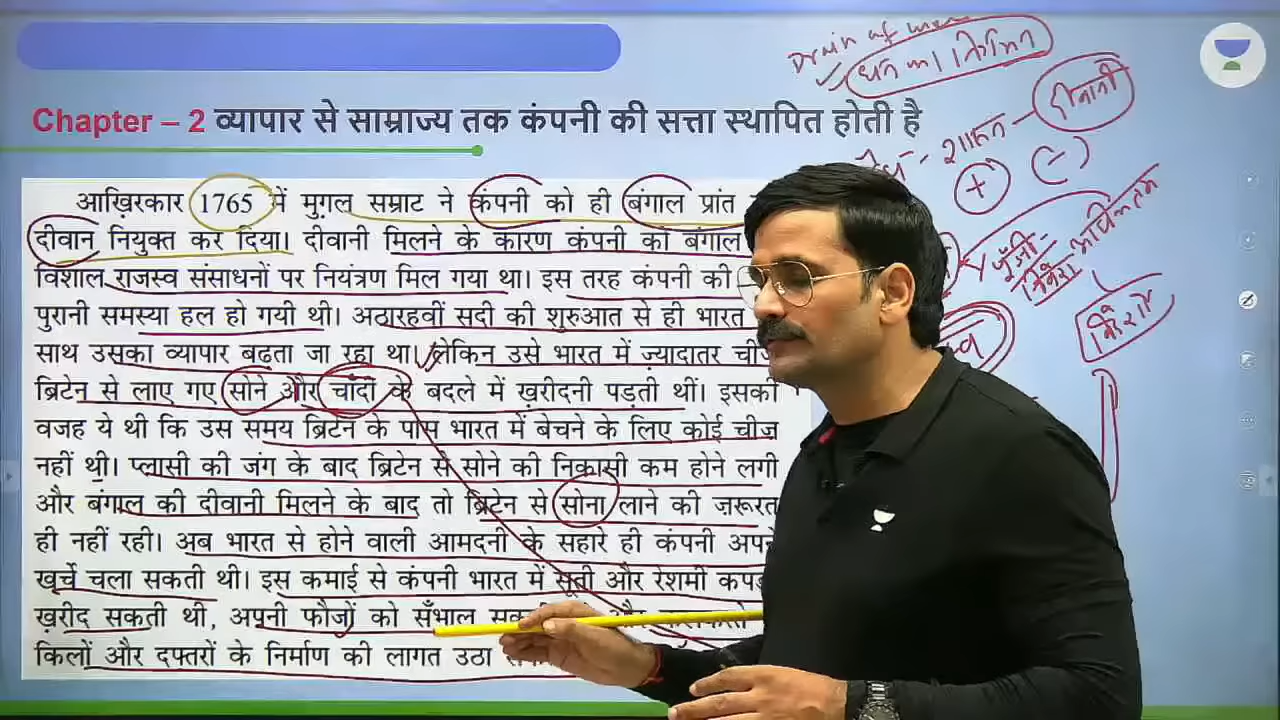 Drain of
धन का निर्गमन
दीवानी
Chapter – 2 व्यापार से साम्राज्य तक कंपनी की सत्ता स्थापित होती है
शासन -
(+) (-)
आख़िरकार 1765 में मुग़ल सम्राट ने कंपनी को ही बंगाल प्रांत
दीवान नियुक्त कर दिया। दीवानी मिलने के कारण कंपनी को बंगाल
विशाल राजस्व संसाधनों पर नियंत्रण मिल गया था। इस तरह कंपनी की
पुरानी समस्या हल हो गयी थी। अठारहवीं सदी की शुरुआत से ही भारत
साथ उसका व्यापार बढ़ता जा रहा था। लेकिन उसे भारत में ज़्यादातर चीज़
ब्रिटेन से लाए गए सोने और चाँदी के बदले में ख़रीदनी पड़ती थीं। इसकी
वजह ये थी कि उस समय ब्रिटेन के पास भारत में बेचने के लिए कोई चीज
नहीं थी। प्लासी की जंग के बाद ब्रिटेन से सोने की निकासी कम होने लगी
और बंगाल की दीवानी मिलने के बाद तो ब्रिटेन से सोना लाने की ज़रूरत
ही नहीं रही। अब भारत से होने वाली आमदनी के सहारे ही कंपनी अपने
खर्चे चला सकती थी। इस कमाई से कंपनी भारत में सूती और रेशमी कपड़
ख़रीद सकती थी, अपनी फौजों को सँभाल
किलों और दफ्तरों के निर्माण की लागत उठा